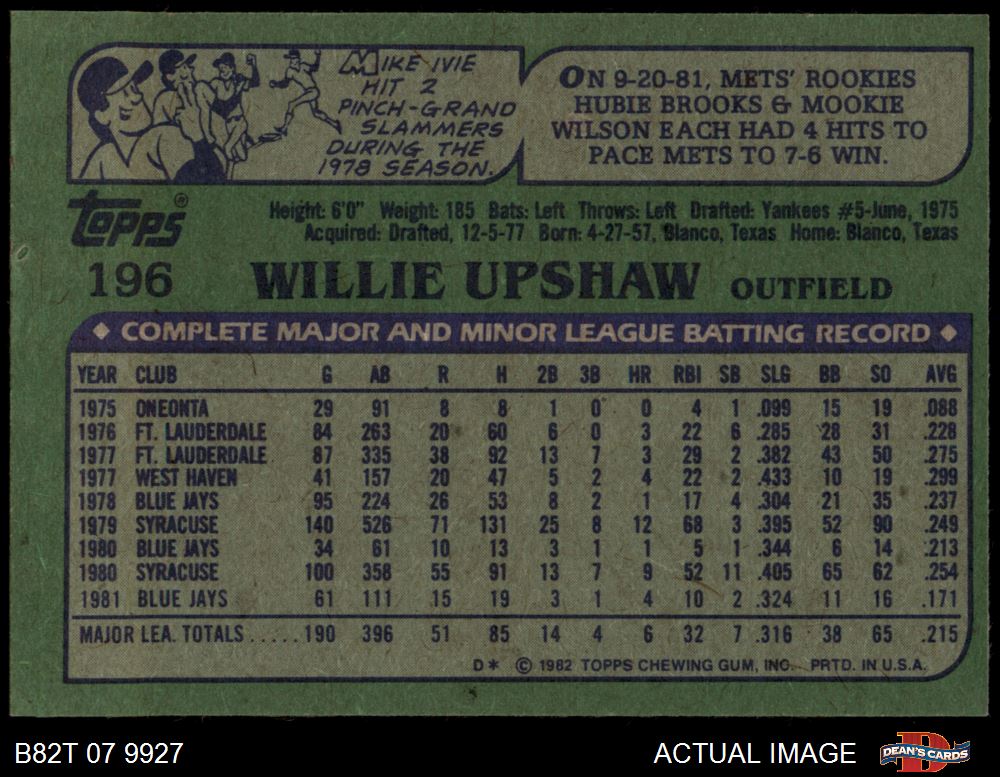 MIKE IVIE
HIT 2
PINCH-GRAND
SLAMMERS
DURING THE
1978 SEASON.
ON 9-20-81, METS' ROOKIES
HUBIE BROOKS & MOOKIE
WILSON EACH HAD 4 HITS TO
PACE METS TO 7-6 WIN.
Topps®
Height: 6'0" Weight: 185 Bats: Left Throws: Left Drafted: Yankees #5-June, 1975
Acquired: Drafted, 12-5-77 Born: 4-27-57, Blanco, Texas Home: Blanco, Texas
196 WILLIE UPSHAW OUTFIELD
◆ COMPLETE MAJOR AND MINOR LEAGUE BATTING RECORD ◆
YEAR CLUB G AB R H 2B 3B HR RBI SB SLG BB SO AVG
1975 ONEONTA 29 91 8 8 1 0 0 4 1 .099 15 19 .088
1976 FT. LAUDERDALE 84 263 20 60 6 0 3 22 6 .285 28 31 .228
1977 FT. LAUDERDALE 87 335 38 92 13 7 3 29 2 .382 43 50 .275
1977 WEST HAVEN 41 157 20 47 5 2 4 22 2 .433 10 19 .299
1978 BLUE JAYS 95 224 26 53 8 2 1 17 4 .304 21 35 .237
1979 SYRACUSE 140 526 71 131 25 8 12 68 3 .395 52 90 .249
1980 BLUE JAYS 34 61 10 13 3 1 1 5 1 .344 6 14 .213
1980 SYRACUSE 100 358 55 91 13 7 9 52 11 .405 65 62 .254
1981 BLUE JAYS 61 111 15 19 3 1 4 10 2 .324 11 16 .171
MAJOR LEA. TOTALS ..... 190 396 51 85 14 4 6 32 7 .316 38 65 .215
D* © 1982 TOPPS CHEWING GUM, INC. PRTD. IN U.S.A.
B82T 07 9927 ACTUAL IMAGE DEAN'S CARDS